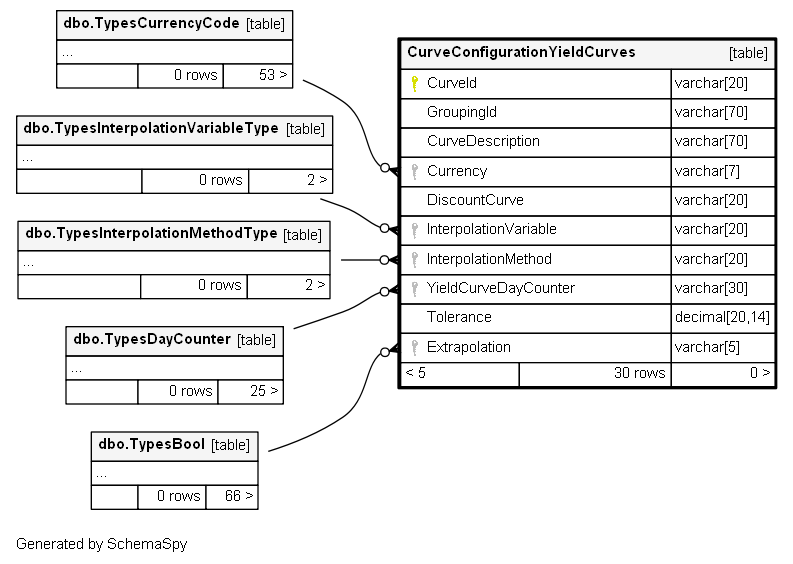 dbo.TypesCurrencyCode [table]
...
0 rows 53 >
dbo.TypesInterpolationVariableType [table]
...
0 rows 2 >
dbo.TypesInterpolationMethodType [table]
...
0 rows 2 >
dbo.TypesDayCounter [table]
...
0 rows 25 >
dbo.TypesBool [table]
...
0 rows 66 >
CurveConfigurationYieldCurves [table]
CurveId varchar[20]
GroupingId varchar[70]
CurveDescription varchar[70]
Currency varchar[7]
DiscountCurve varchar[20]
InterpolationVariable varchar[20]
InterpolationMethod varchar[20]
YieldCurveDayCounter varchar[30]
Tolerance decimal[20,14]
Extrapolation varchar[5]
< 5 30 rows 0 >
Generated by SchemaSpy